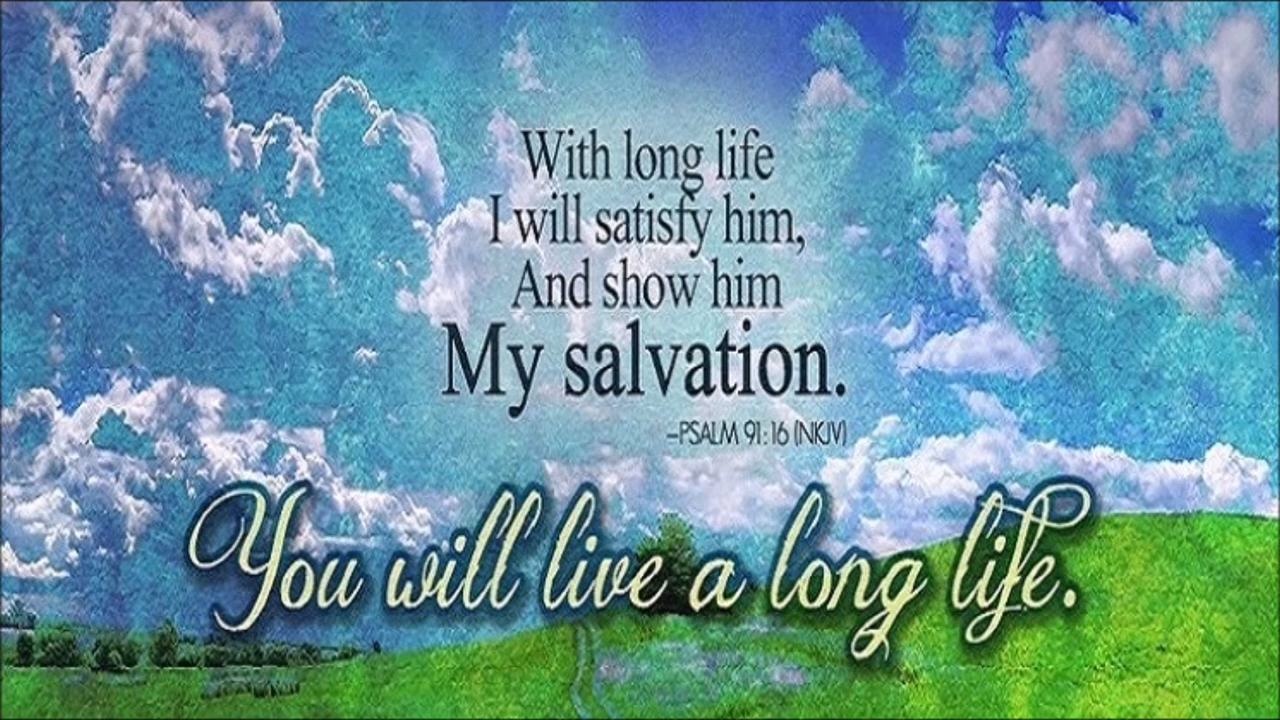 With long life
I will satisfy him,
And show him
My salvation.
–PSALM 91:16 (NKJV)
You will live a long life.